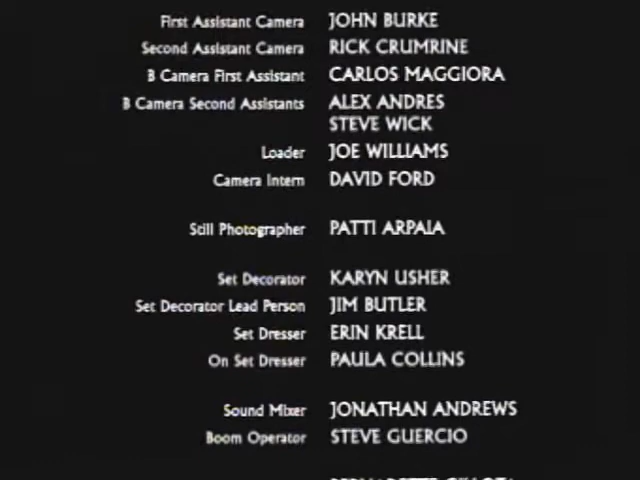 First Assistant Camera JOHN BURKE
Second Assistant Camera RICK CRUMRINE
B Camera First Assistant CARLOS MAGGIORA
B Camera Second Assistants ALEX ANDRES
STEVE WICK
Loader JOE WILLIAMS
Camera Intern DAVID FORD
Still Photographer PATTI ARPAIA
Set Decorator KARYN USHER
Set Decorator Lead Person JIM BUTLER
Set Dresser ERIN KRELL
On Set Dresser PAULA COLLINS
Sound Mixer JONATHAN ANDREWS
Boom Operator STEVE GUERCIO